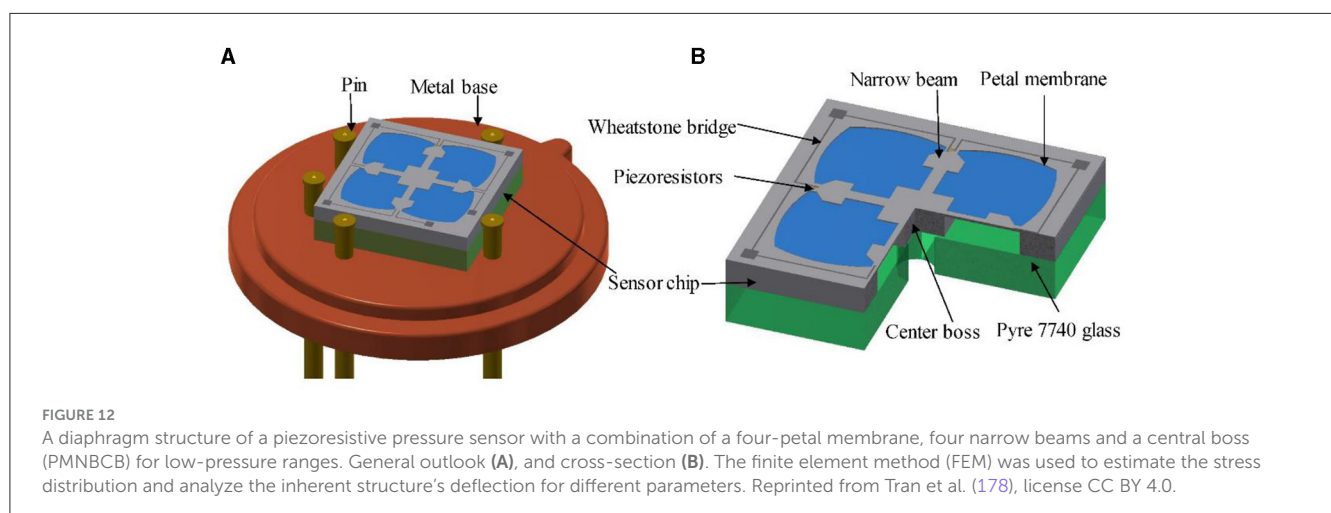 A
Pin
Metal base
B
Narrow beam
Petal membrane
Wheatstone bridge
Piezoresistors
Sensor chip
Center boss
Pyre 7740 glass
FIGURE 12
A diaphragm structure of a piezoresistive pressure sensor with a combination of a four-petal membrane, four narrow beams and a central boss
(PMNBCB) for low-pressure ranges. General outlook (A), and cross-section (B). The finite element method (FEM) was used to estimate the stress
distribution and analyze the inherent structure's deflection for different parameters. Reprinted from Tran et al. (178), license CC BY 4.0.